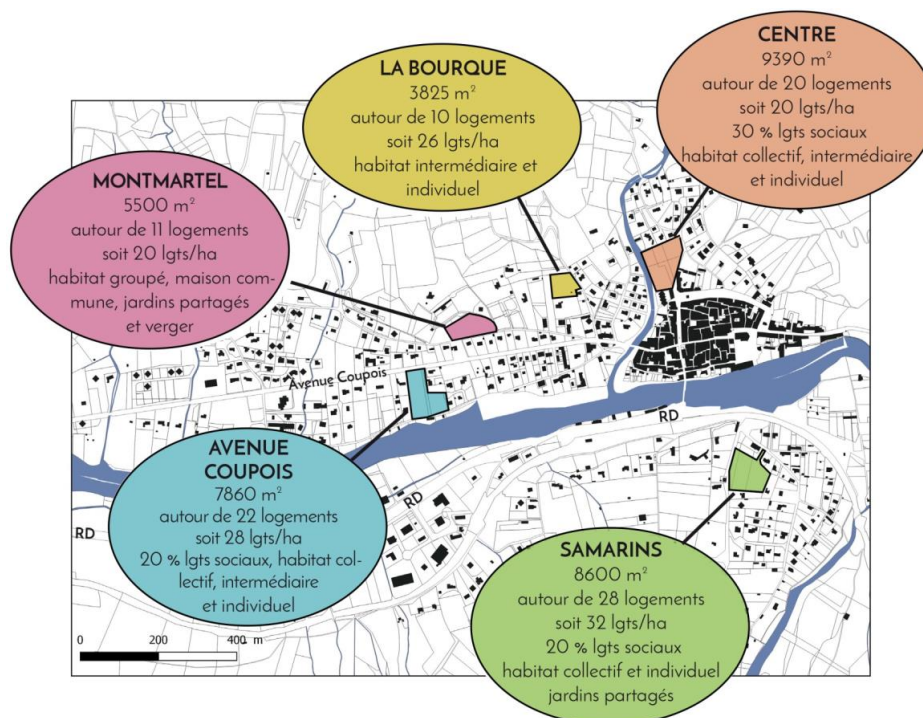 CENTRE
9390 m²
autour de 20 logements
soit 20 lgts/ha
30 % lgts sociaux
habitat collectif, intermédiaire
et individuel
LA BOURQUE
3825 m²
autour de 10 logements
soit 26 lgts/ha
habitat intermédiaire et
individuel
MONTMARTEL
5500 m²
autour de 11 logements
soit 20 lgts/ha
habitat groupé, maison com-
mune, jardins partagés
et verger
Avenue Coupois
RD
AVENUE
COUPOIS
7860 m²
autour de 22 logements
soit 28 lgts/ha
20 % lgts sociaux, habitat col-
lectif, intermédiaire
et individuel
RD
RD
SAMARINS
8600 m²
autour de 28 logements
soit 32 lgts/ha
20 % lgts sociaux
habitat collectif et individuel
jardins partagés
0 200 400 m